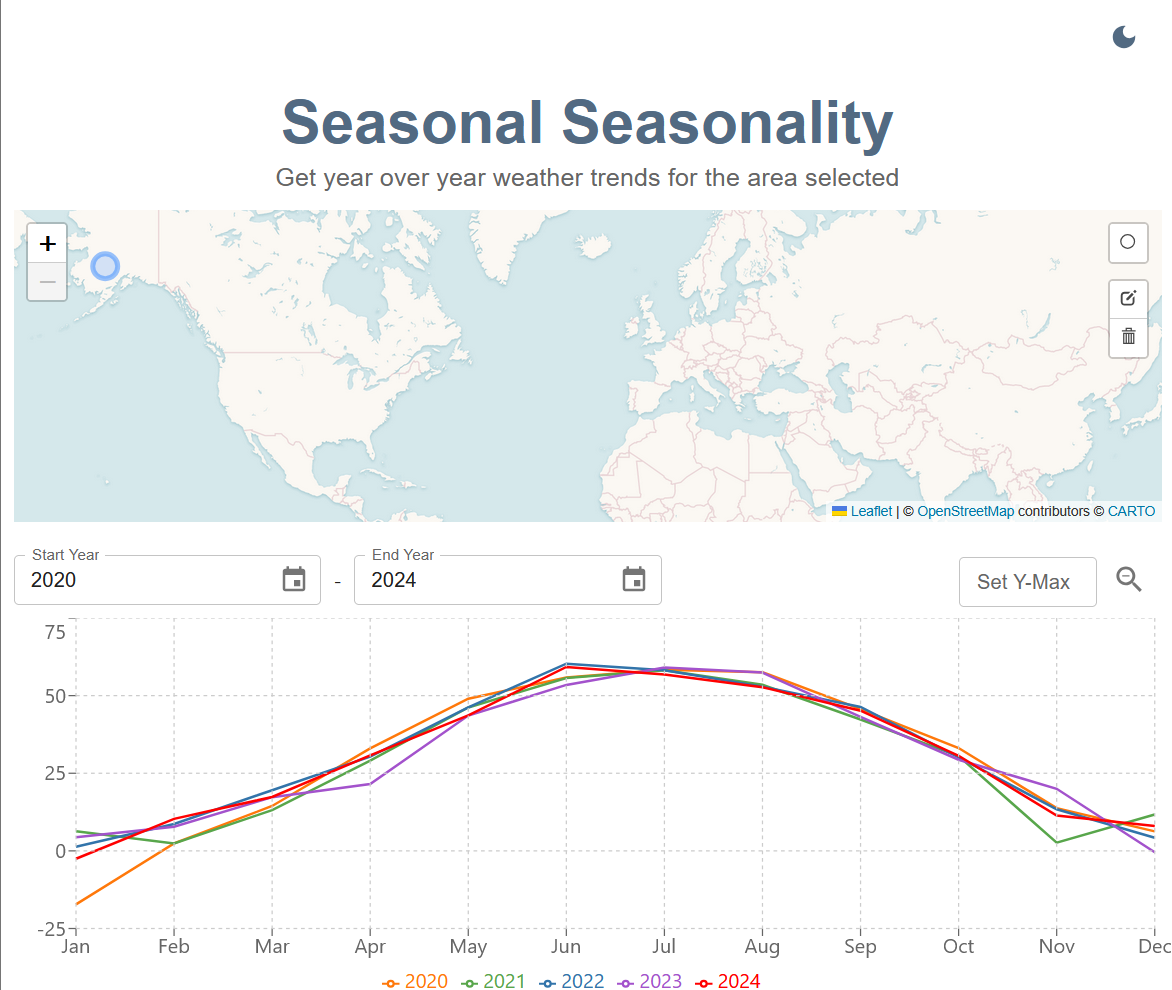 Seasonal Seasonality
Get year over year weather trends for the area selected
+
−
Leaflet | © OpenStreetMap contributors © CARTO
Start Year
2020
-
End Year
2024
Set Y-Max
75
50
25
0
-25
Jan Feb Mar Apr May Jun Jul Aug Sep Oct Nov Dec
2020 2021 2022 2023 2024